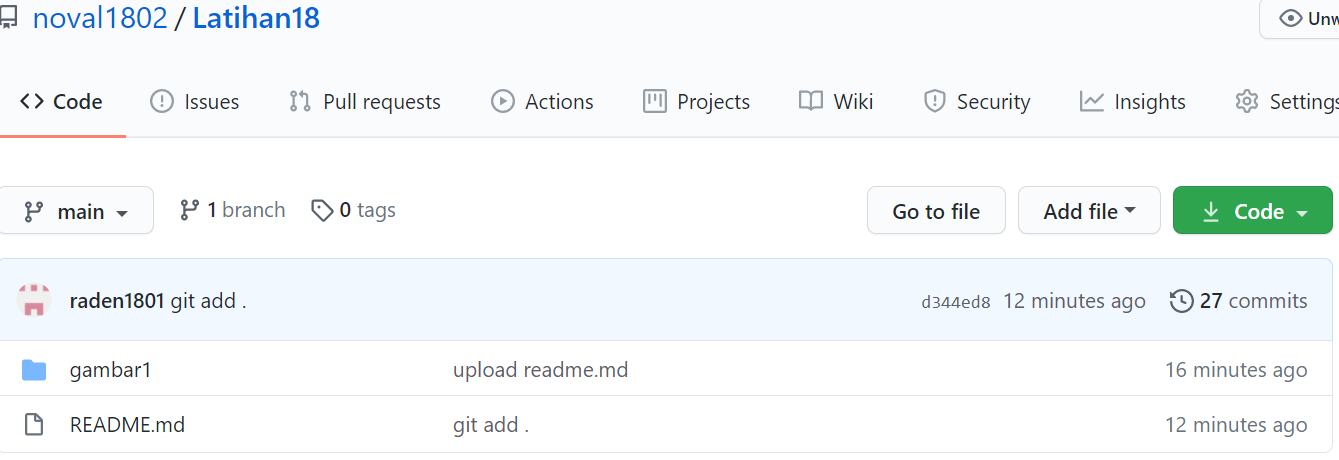 noval1802 / Latihan18
Unw
Code Issues Pull requests Actions Projects Wiki Security Insights Settings
main 1 branch 0 tags Go to file Add file Code
raden1801 git add . d344ed8 12 minutes ago 27 commits
gambar1 upload readme.md 16 minutes ago
README.md git add . 12 minutes ago